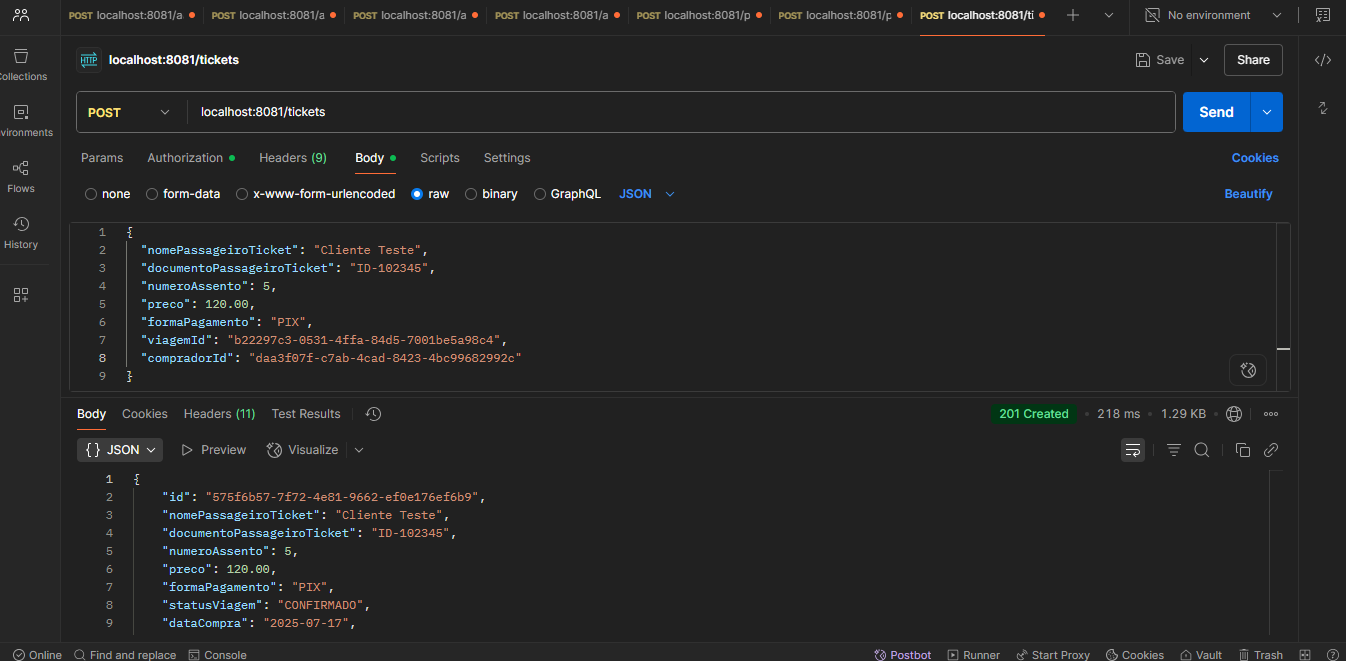 POST localhost:8081/a POST localhost:8081/a POST localhost:8081/a POST localhost:8081/a POST localhost:8081/p POST localhost:8081/p POST localhost:8081/ti No environment
HTTP localhost:8081/tickets Save Share
POST localhost:8081/tickets Send
Params Authorization Headers (9) Body Scripts Settings Cookies
none form-data x-www-form-urlencoded raw binary GraphQL JSON Beautify
ollections
vironments
Flows
History
1 {
2 "nomePassageiroTicket": "Cliente Teste",
3 "documentoPassageiroTicket": "ID-102345",
4 "numeroAssento": 5,
5 "preco": 120.00,
6 "formaPagamento": "PIX",
7 "viagemId": "b22297c3-0531-4ffa-84d5-7001be5a98c4",
8 "compradorId": "daa3f07f-c7ab-4cad-8423-4bc99682992c"
9 }
Body Cookies Headers (11) Test Results 201 Created 218 ms 1.29 KB
{} JSON Preview Visualize
1 {
2 "id": "575f6b57-7f72-4e81-9662-ef0e176ef6b9",
3 "nomePassageiroTicket": "Cliente Teste",
4 "documentoPassageiroTicket": "ID-102345",
5 "numeroAssento": 5,
6 "preco": 120.00,
7 "formaPagamento": "PIX",
8 "statusViagem": "CONFIRMADO",
9 "dataCompra": "2025-07-17",
Online Find and replace Console Postbot Runner Start Proxy Cookies Vault Trash